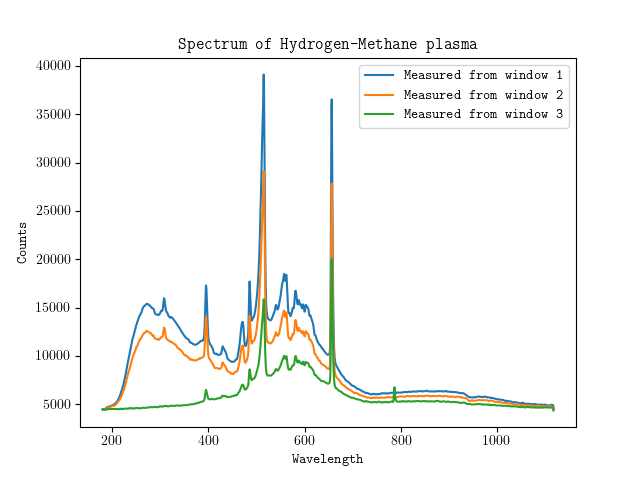 Spectrum of Hydrogen-Methane plasma
40000
35000
30000
25000
20000
15000
10000
5000
Counts
Measured from window 1
Measured from window 2
Measured from window 3
200 400 600 800 1000
Wavelength